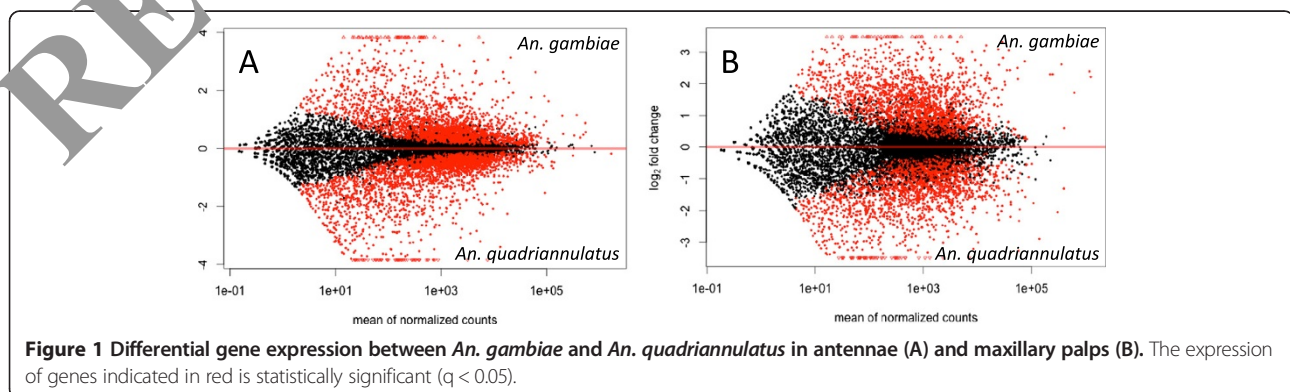 RE
4
2
0
-2
-4
A
An. gambiae
An. quadriannulatus
1e-01 1e+01 1e+03 1e+05
mean of normalized counts
log2 fold change
3
2
1
0
-1
-2
-3
B
An. gambiae
An. quadriannulatus
1e-01 1e+01 1e+03 1e+05
mean of normalized counts
Figure 1 Differential gene expression between An. gambiae and An. quadriannulatus in antennae (A) and maxillary palps (B). The expression
of genes indicated in red is statistically significant (q < 0.05).